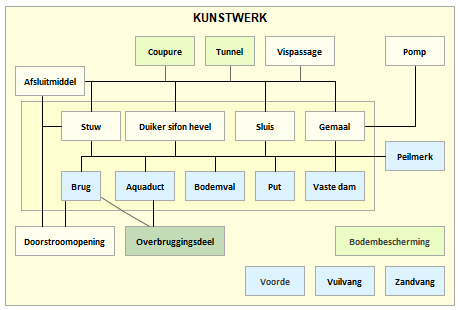 KUNSTWERK
Coupure
Tunnel
Vispassage
Pomp
Afsluitmiddel
Stuw
Duiker sifon hevel
Sluis
Gemaal
Peilmerk
Brug
Aquaduct
Bodemval
Put
Vaste dam
Doorstroomopening
Overbruggingsdeel
Bodembescherming
Voorde
Vuilvang
Zandvang